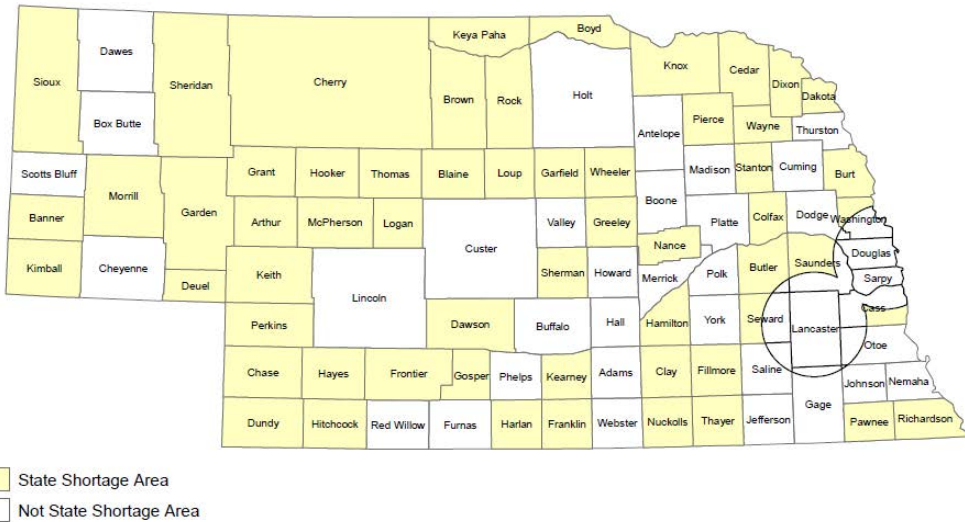 Keya Paha
Boyd
Dawes
Sioux
Sheridan
Cherry
Knox
Cedar
Dixon
Dakota
Brown
Rock
Holt
Box Butte
Antelope
Pierce
Wayne
Thurston
Scotts Bluff
Morrill
Grant
Hooker
Thomas
Blaine
Loup
Garfield
Wheeler
Madison
Stanton
Cuming
Burt
Banner
Garden
Arthur
McPherson
Logan
Custer
Valley
Greeley
Boone
Platte
Colfax
Dodge
Washington
Kimball
Cheyenne
Deuel
Keith
Lincoln
Sherman
Howard
Nance
Merrick
Polk
Butler
Saunders
Douglas
Sarpy
Perkins
Dawson
Buffalo
Hall
Hamilton
York
Seward
Lancaster
Cass
Otoe
Chase
Hayes
Frontier
Gosper
Phelps
Kearney
Adams
Clay
Fillmore
Saline
Gage
Johnson
Nemaha
Dundy
Hitchcock
Red Willow
Furnas
Harlan
Franklin
Webster
Nuckolls
Thayer
Jefferson
Pawnee
Richardson
State Shortage Area
Not State Shortage Area